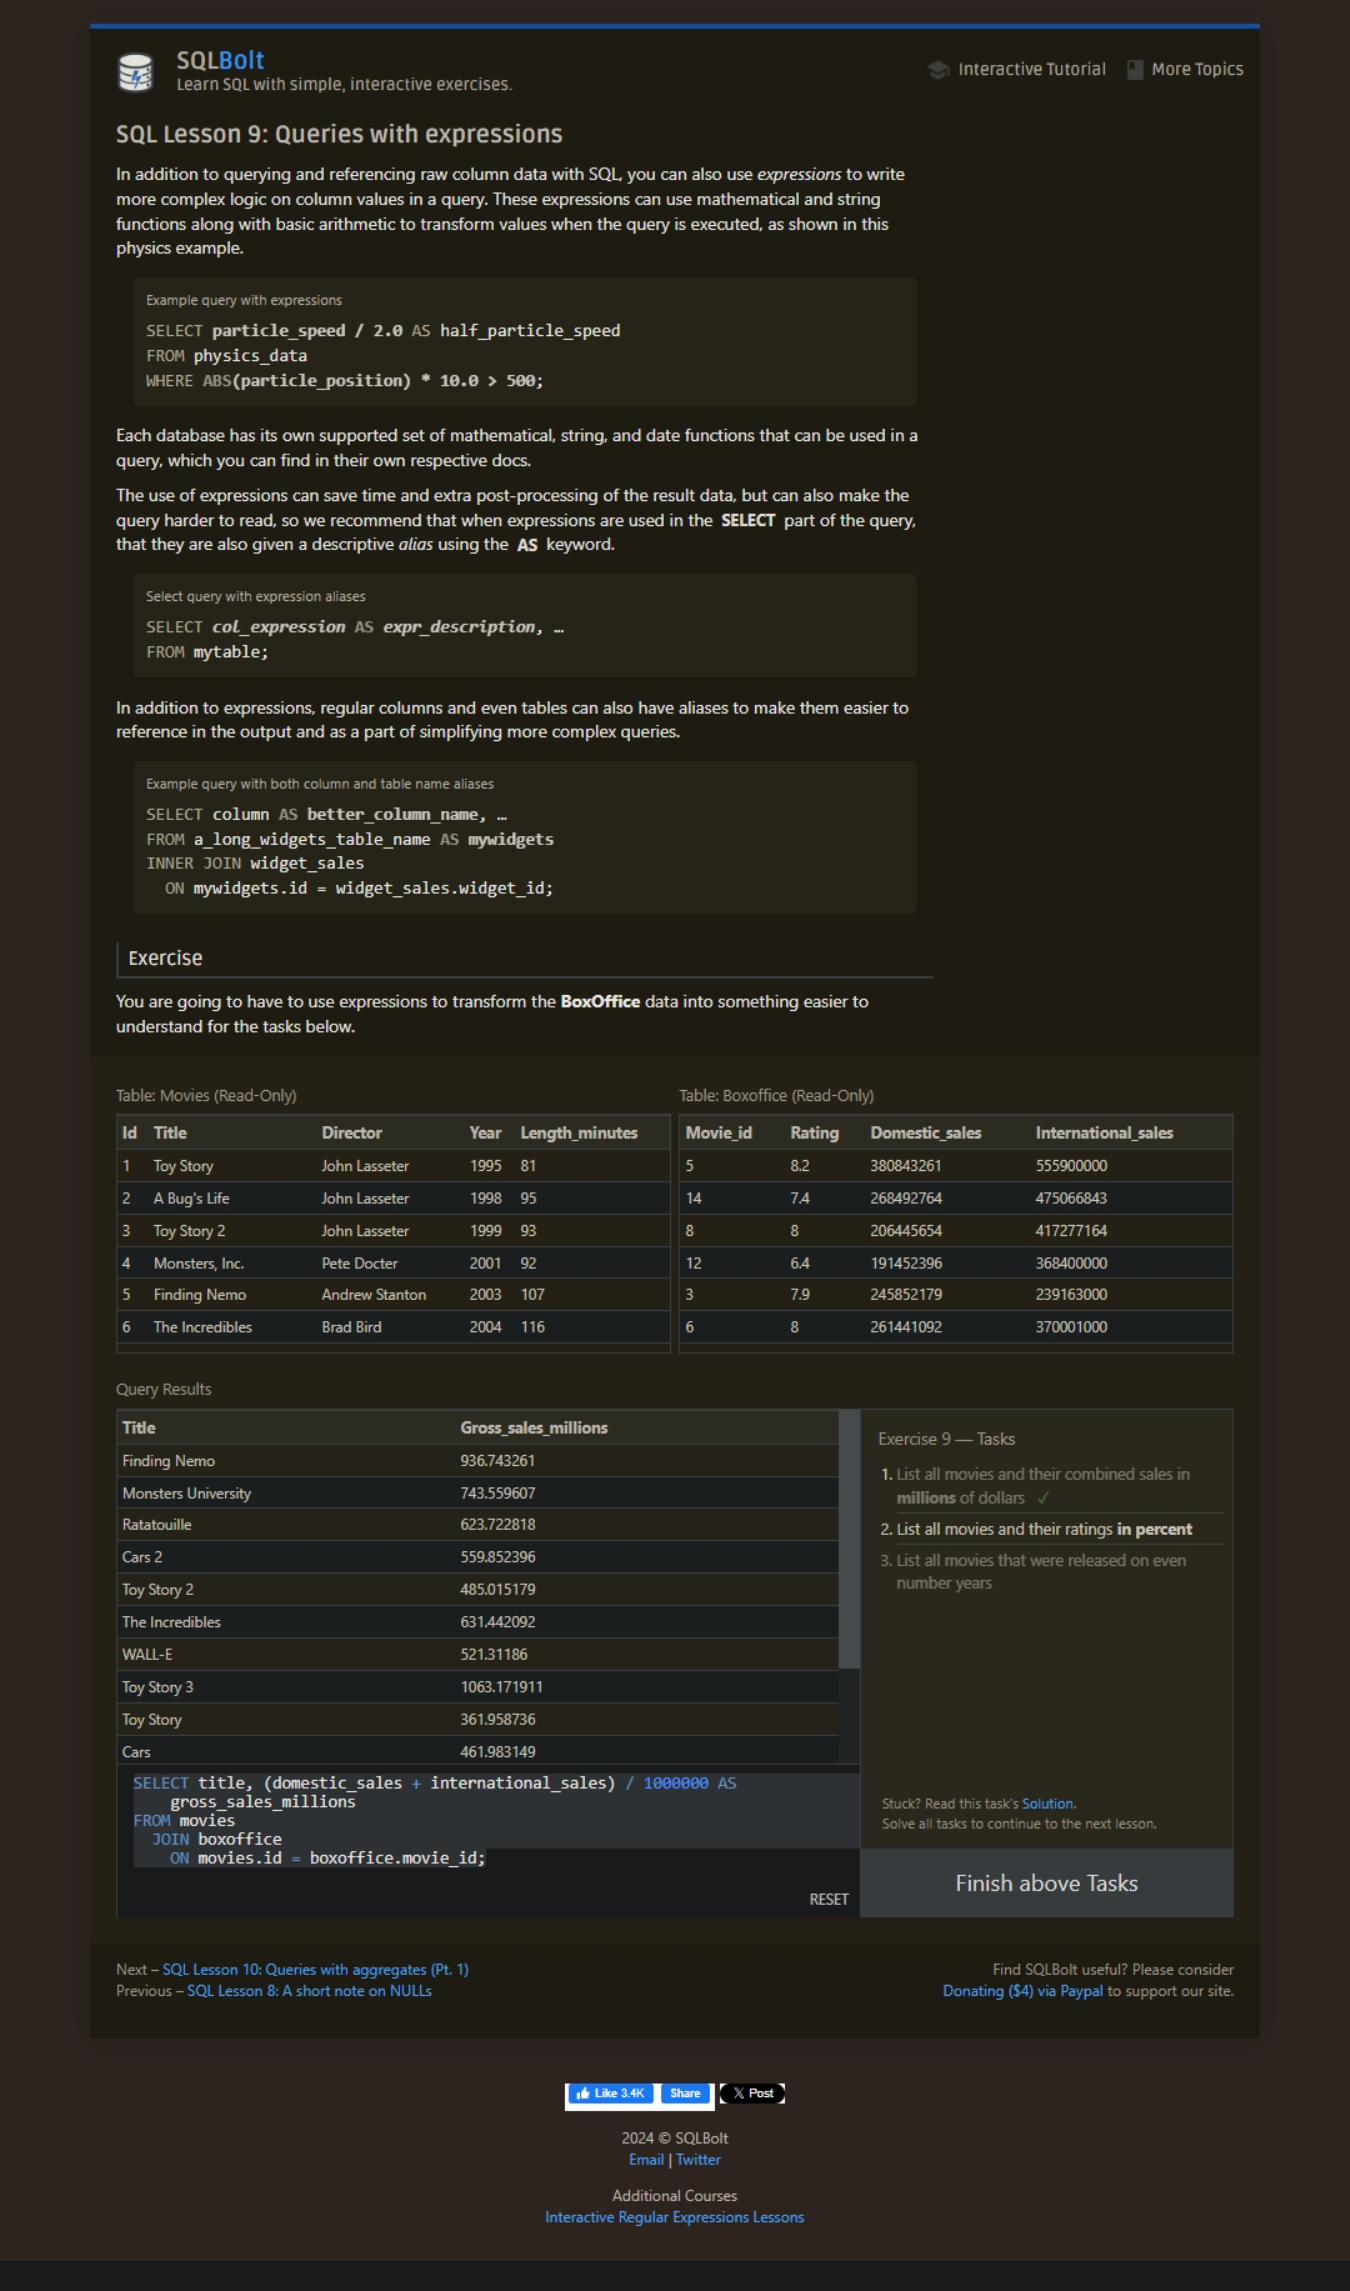 SQLBolt
Learn SQL with simple, interactive exercises.
Interactive Tutorial
More Topics
SQL Lesson 9: Queries with expressions
In addition to querying and referencing raw column data with SQL, you can also use expressions to write
more complex logic on column values in a query. These expressions can use mathematical and string
functions along with basic arithmetic to transform values when the query is executed, as shown in this
physics example.
Example query with expressions
SELECT particle_speed / 2.0 AS half_particle_speed
FROM physics_data
WHERE ABS(particle_position) * 10.0 > 500;
Each database has its own supported set of mathematical, string, and date functions that can be used in a
query, which you can find in their own respective docs.
The use of expressions can save time and extra post-processing of the result data, but can also make the
query harder to read, so we recommend that when expressions are used in the SELECT part of the query,
that they are also given a descriptive alias using the AS keyword.
Select query with expression aliases
SELECT col_expression AS expr_description, …
FROM mytable;
In addition to expressions, regular columns and even tables can also have aliases to make them easier to
reference in the output and as a part of simplifying more complex queries.
Example query with both column and table name aliases
SELECT column AS better_column_name, …
FROM a_long_widgets_table_name AS mywidgets
INNER JOIN widget_sales
ON mywidgets.id = widget_sales.widget_id;
Exercise
You are going to have to use expressions to transform the BoxOffice data into something easier to
understand for the tasks below.
Table: Movies (Read-Only)
Id Title Director Year Length_minutes
1 Toy Story John Lasseter 1995 81
2 A Bug's Life John Lasseter 1998 95
3 Toy Story 2 John Lasseter 1999 93
4 Monsters, Inc. Pete Docter 2001 92
5 Finding Nemo Andrew Stanton 2003 107
6 The Incredibles Brad Bird 2004 116
Table: Boxoffice (Read-Only)
Movie_id Rating Domestic_sales International_sales
5 8.2 380843261 555900000
14 7.4 268492764 475066843
8 8 206445654 417277164
12 6.4 191452396 368400000
3 7.9 245852179 239163000
6 8 261441092 370001000
Query Results
Title Gross_sales_millions
Finding Nemo 936.743261
Monsters University 743.559607
Ratatouille 623.722818
Cars 2 559.852396
Toy Story 2 485.015179
The Incredibles 631.442092
WALL-E 521.31186
Toy Story 3 1063.171911
Toy Story 361.958736
Cars 461.983149
SELECT title, (domestic_sales + international_sales) / 1000000 AS
gross_sales_millions
FROM movies
JOIN boxoffice
ON movies.id = boxoffice.movie_id;
RESET
Exercise 9 — Tasks
1. List all movies and their combined sales in
millions of dollars ✓
2. List all movies and their ratings in percent
3. List all movies that were released on even
number years
Stuck? Read this task's Solution.
Solve all tasks to continue to the next lesson.
Finish above Tasks
Next – SQL Lesson 10: Queries with aggregates (Pt. 1)
Previous – SQL Lesson 8: A short note on NULLs
Find SQLBolt useful? Please consider
Donating ($4) via Paypal to support our site.
Like 3.4K Share X Post
2024 © SQLBolt
Email | Twitter
Additional Courses
Interactive Regular Expressions Lessons